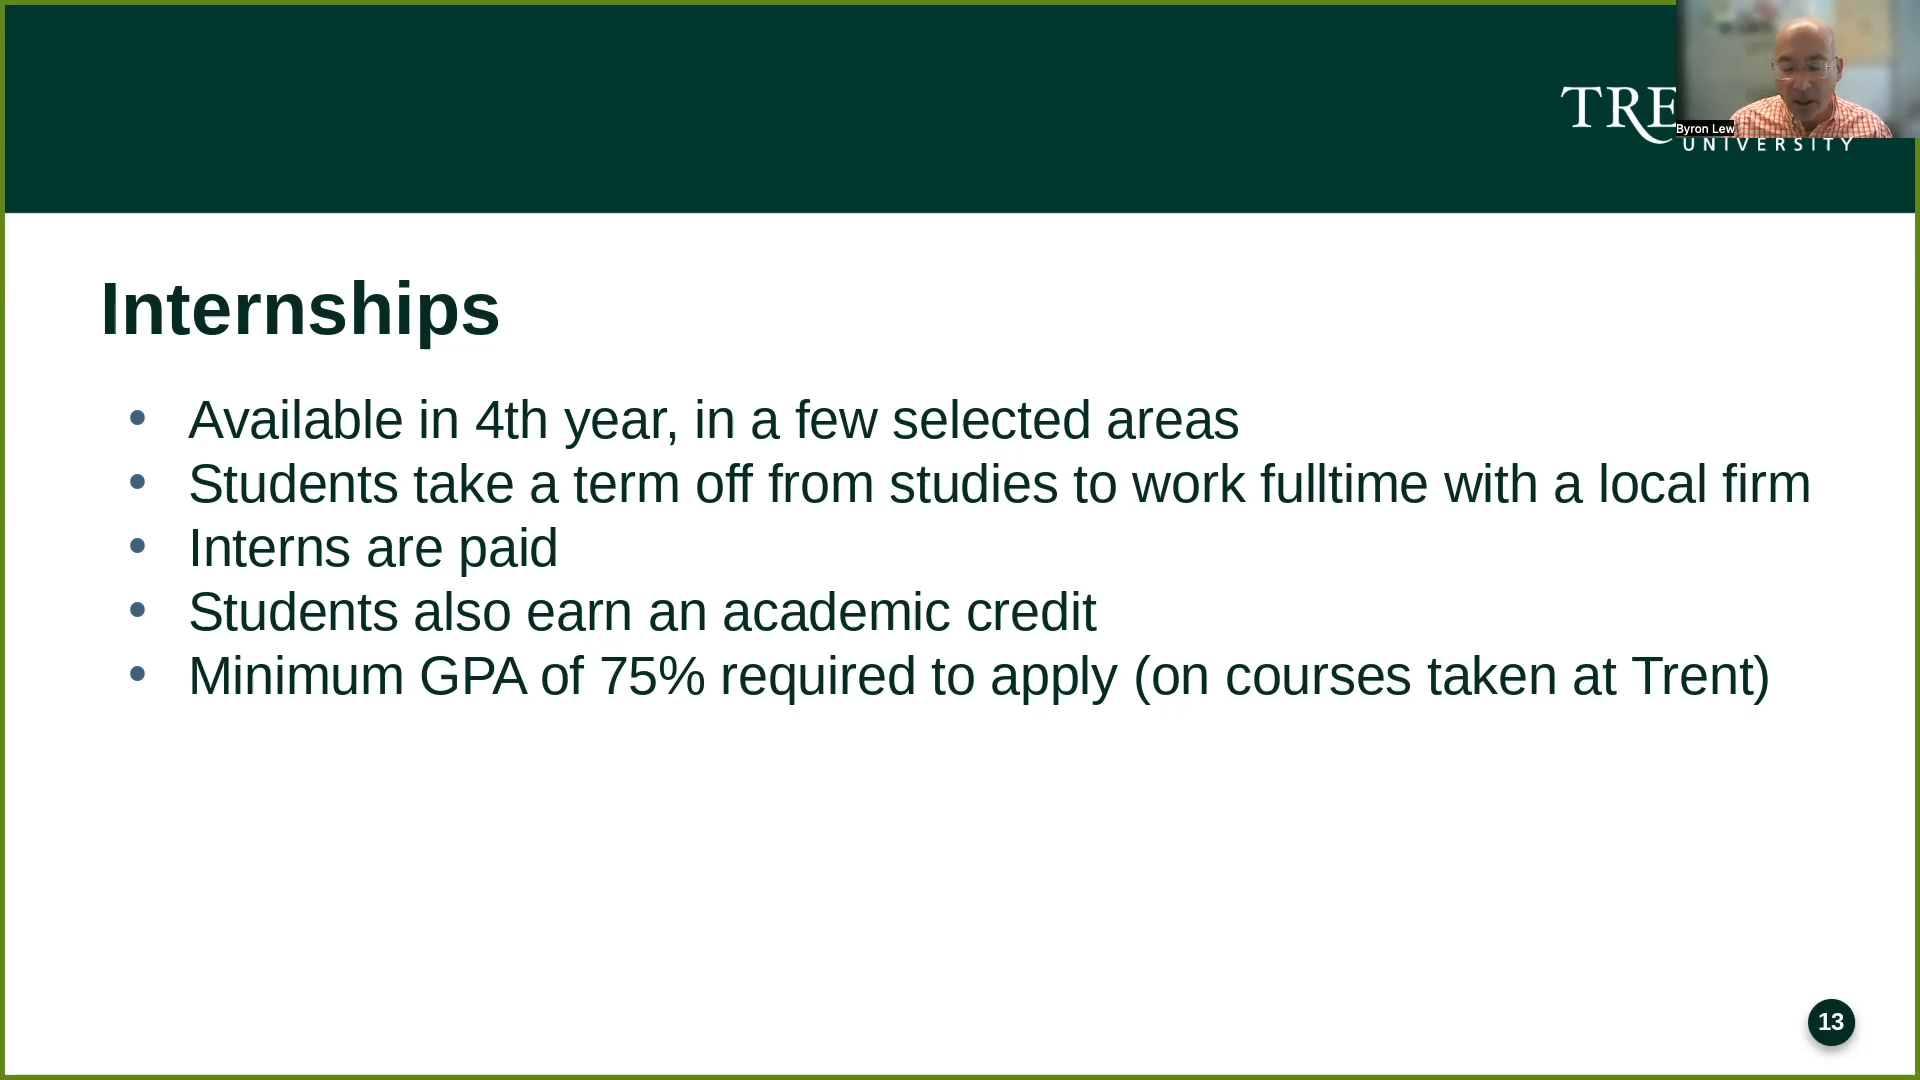 TRE
UNIVERSITY
Byron Lew
Internships
• Available in 4th year, in a few selected areas
• Students take a term off from studies to work fulltime with a local firm
• Interns are paid
• Students also earn an academic credit
• Minimum GPA of 75% required to apply (on courses taken at Trent)
13